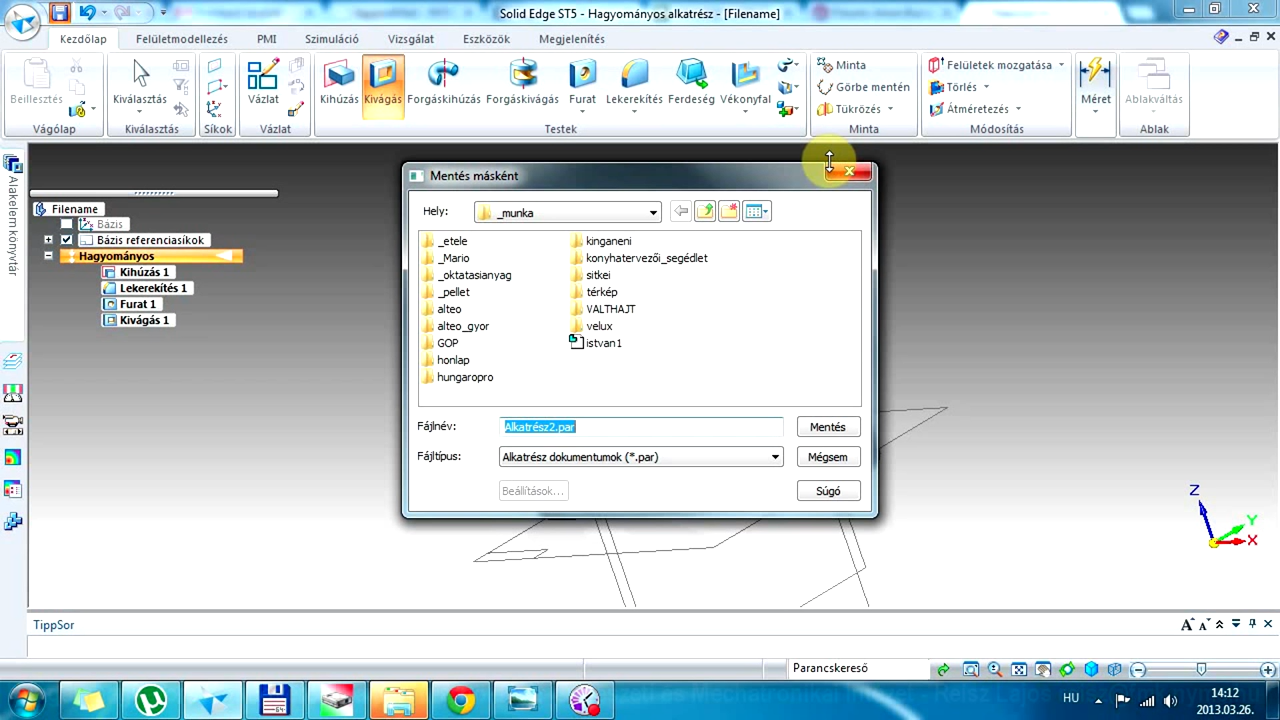 Solid Edge ST5 - Hagyományos alkatrész - [Filename]
Kezdőlap Felületmodellezés PMI Szimuláció Vizsgálat Eszközök Megjelenítés
Beillesztés Kiválasztás Vázlat Kihúzás Kivágás Forgáskihúzás Forgáskivágás Furat Lekerekítés Ferdeség Vékonyfal Minta Görbe mentén Tükrözés Felületek mozgatása Törlés Átméretezés Méret Ablakváltás
Vágólap Kiválasztás Síkok Vázlat Testek Minta Módosítás Ablak
Alakelem könyvtár
Filename
Bázis
Bázis referenciasíkok
Hagyományos
Kihúzás 1
Lekerekítés 1
Furat 1
Kivágás 1
Mentés másként
Hely: _munka
_etele kinganeni
_Mario konyhatervezői_segédlet
_oktatasianyag sitkei
_pellet térkép
alteo VALTHAJT
alteo_gyor velux
GOP istvan1
honlap
hungaropro
Fájlnév: Alkatrész2.par Mentés
Fájltípus: Alkatrész dokumentumok (*.par) Mégsem
Beállítások... Súgó
Z
Y
X
TippSor
Parancskereső
HU 14:12
2013.03.26.